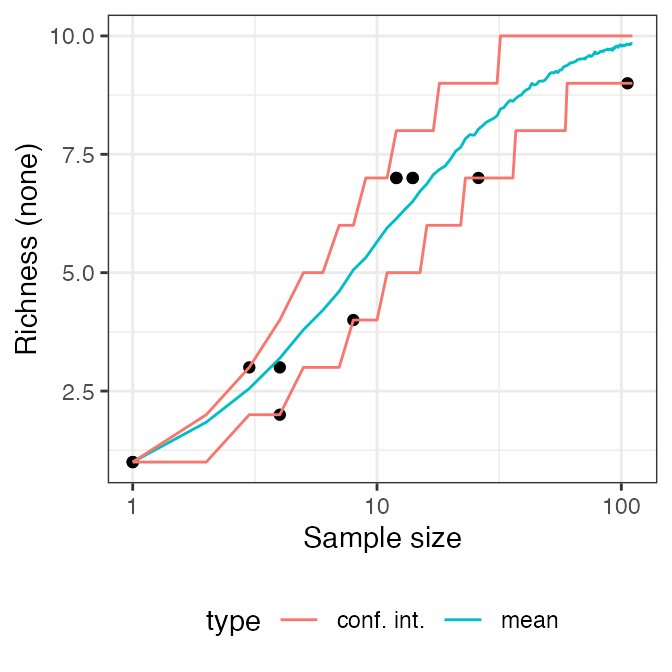 10.0
7.5
5.0
2.5
Richness (none)
1 10 100
Sample size
type conf. int. mean